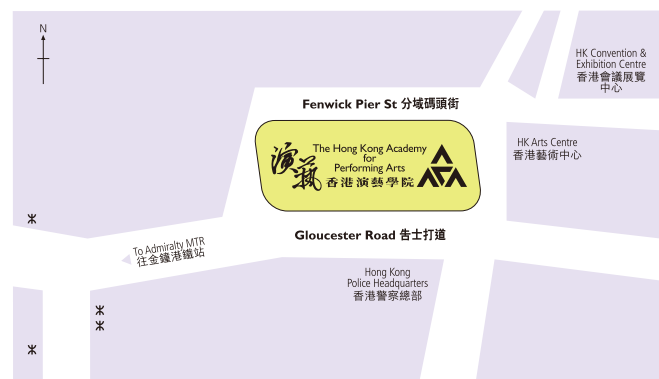 N
HK Convention &
Exhibition Centre
香港會議展覽
中心
Fenwick Pier St 分域碼頭街
演藝
The Hong Kong Academy
for
Performing Arts
香港演藝學院
HK Arts Centre
香港藝術中心
Gloucester Road 告士打道
To Admiralty MTR
往金鐘港鐵站
Hong Kong
Police Headquarters
香港警察總部